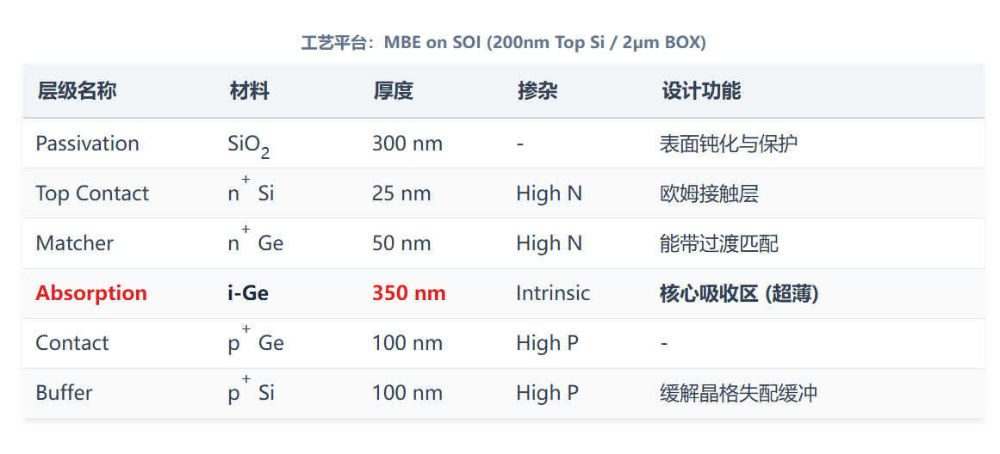 工艺平台：MBE on SOI (200nm Top Si / 2μm BOX)
层级名称 材料 厚度 掺杂 设计功能
Passivation SiO₂ 300 nm - 表面钝化与保护
Top Contact n⁺ Si 25 nm High N 欧姆接触层
Matcher n⁺ Ge 50 nm High N 能带过渡匹配
Absorption i-Ge 350 nm Intrinsic 核心吸收区 (超薄)
Contact p⁺ Ge 100 nm High P -
Buffer p⁺ Si 100 nm High P 缓解晶格失配缓冲